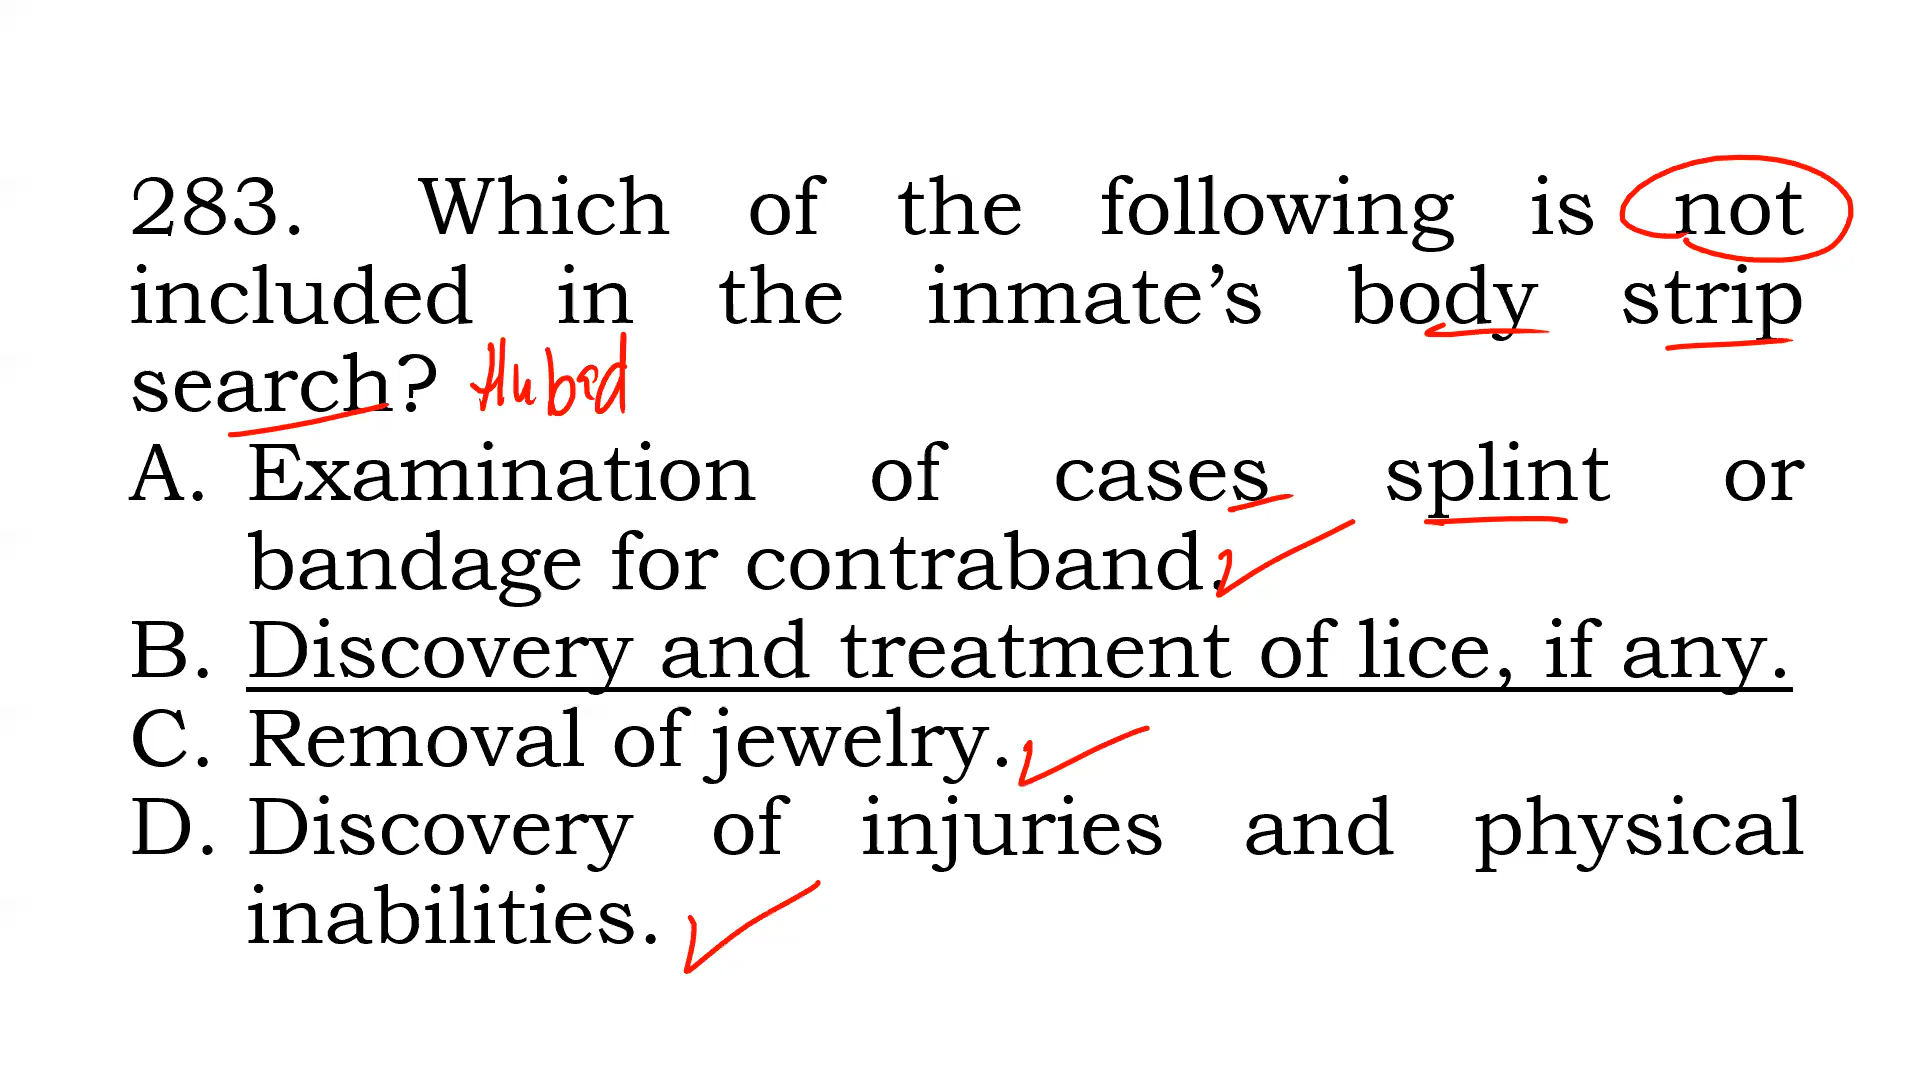 283. Which of the following is not
included in the inmate’s body strip
search? Hubad
A. Examination of cases splint or
bandage for contraband.
B. Discovery and treatment of lice, if any.
C. Removal of jewelry.
D. Discovery of injuries and physical
inabilities.